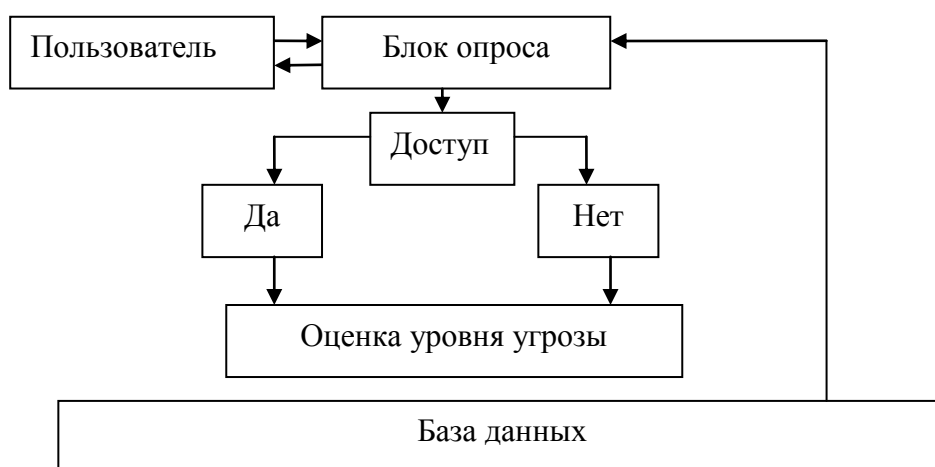 Пользователь
Блок опроса
Доступ
Да
Нет
Оценка уровня угрозы
База данных